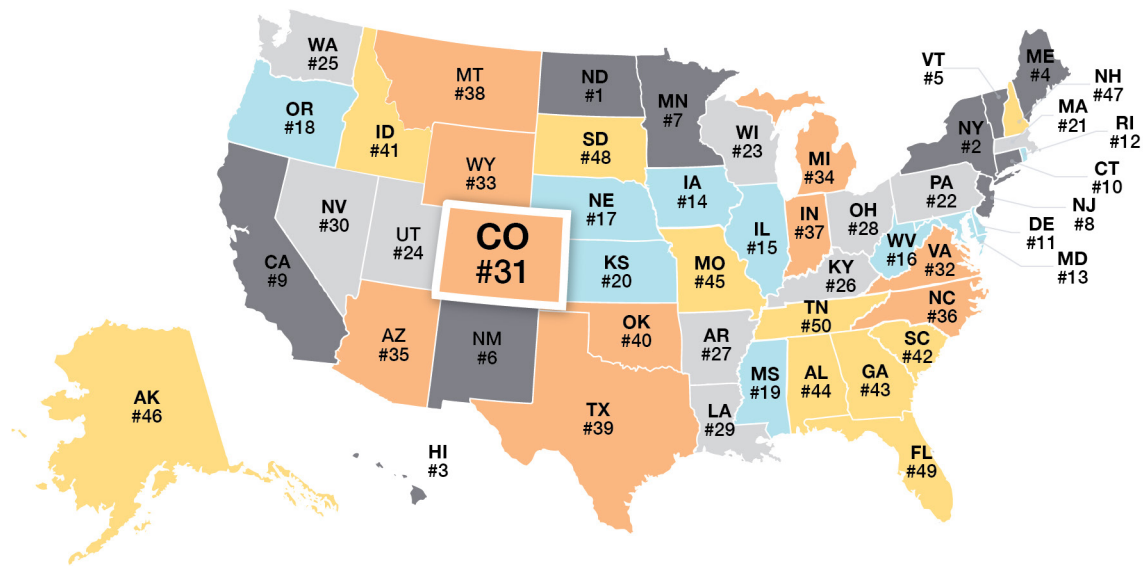 WA
#25
OR
#18
CA
#9
NV
#30
ID
#41
MT
#38
WY
#33
UT
#24
CO
#31
AZ
#35
NM
#6
ND
#1
SD
#48
NE
#17
KS
#20
OK
#40
TX
#39
MN
#7
IA
#14
MO
#45
AR
#27
LA
#29
WI
#23
IL
#15
MS
#19
MI
#34
IN
#37
OH
#28
KY
#26
TN
#50
AL
#44
GA
#43
FL
#49
SC
#42
NC
#36
VA
#32
WV
#16
PA
#22
NY
#2
VT
#5
ME
#4
NH
#47
MA
#21
RI
#12
CT
#10
NJ
#8
DE
#11
MD
#13
AK
#46
HI
#3